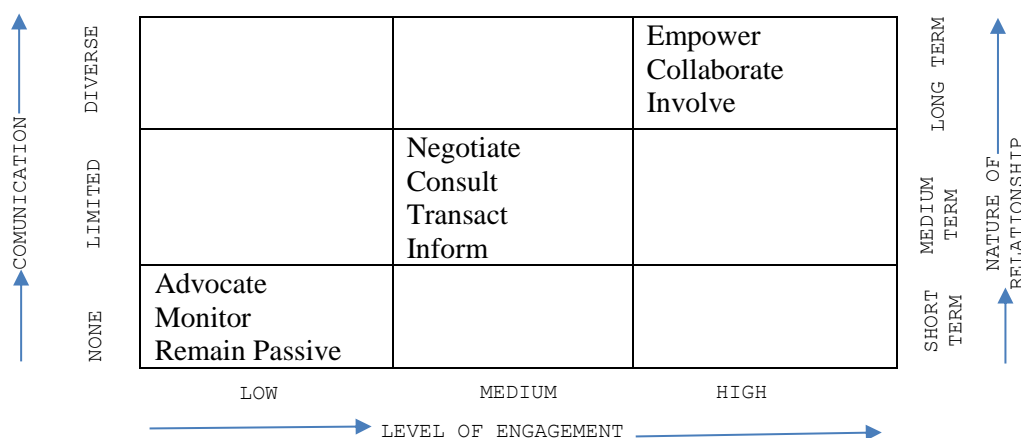 COMUNICATION
DIVERSE
LIMITED
NONE
Empower
Collaborate
Involve
Negotiate
Consult
Transact
Inform
Advocate
Monitor
Remain Passive
LONG TERM
MEDIUM
TERM
SHORT
TERM
NATURE OF
RELATIONSHIP
LOW
MEDIUM
HIGH
LEVEL OF ENGAGEMENT